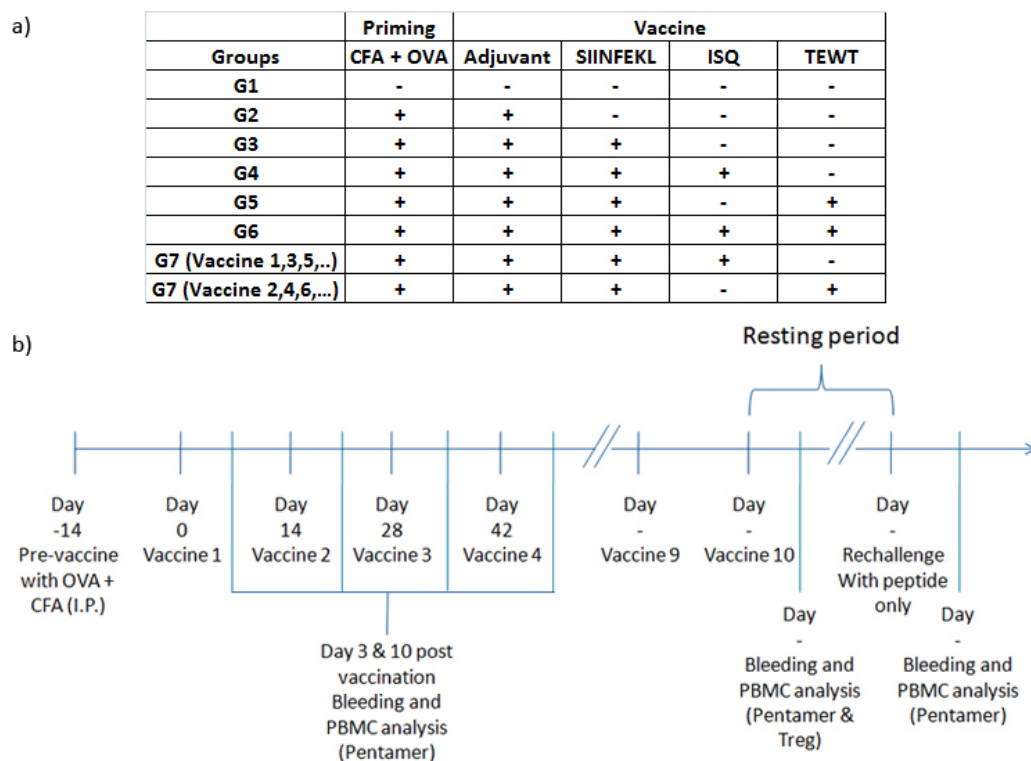 a)
Priming Vaccine
Groups CFA + OVA Adjuvant SIINFEKL ISQ TEWT
G1 - - - - -
G2 + + - - -
G3 + + + - -
G4 + + + + -
G5 + + + - +
G6 + + + + +
G7 (Vaccine 1,3,5,..) + + + + -
G7 (Vaccine 2,4,6,...) + + + - +
b)
Resting period
Day
-14
Pre-vaccine
with OVA +
CFA (I.P.)
Day
0
Vaccine 1
Day
14
Vaccine 2
Day
28
Vaccine 3
Day
42
Vaccine 4
Day 3 & 10 post
vaccination
Bleeding and
PBMC analysis
(Pentamer)
Day
-
Vaccine 9
Day
-
Vaccine 10
Day
-
Bleeding and
PBMC analysis
(Pentamer &
Treg)
Day
-
Rechallenge
With peptide
only
Day
-
Bleeding and
PBMC analysis
(Pentamer)